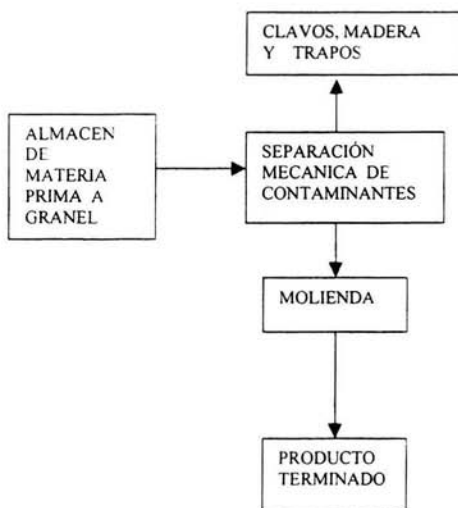 CLAVOS, MADERA
Y TRAPOS
ALMACEN
DE
MATERIA
PRIMA A
GRANEL
SEPARACIÓN
MECANICA DE
CONTAMINANTES
MOLIENDA
PRODUCTO
TERMINADO